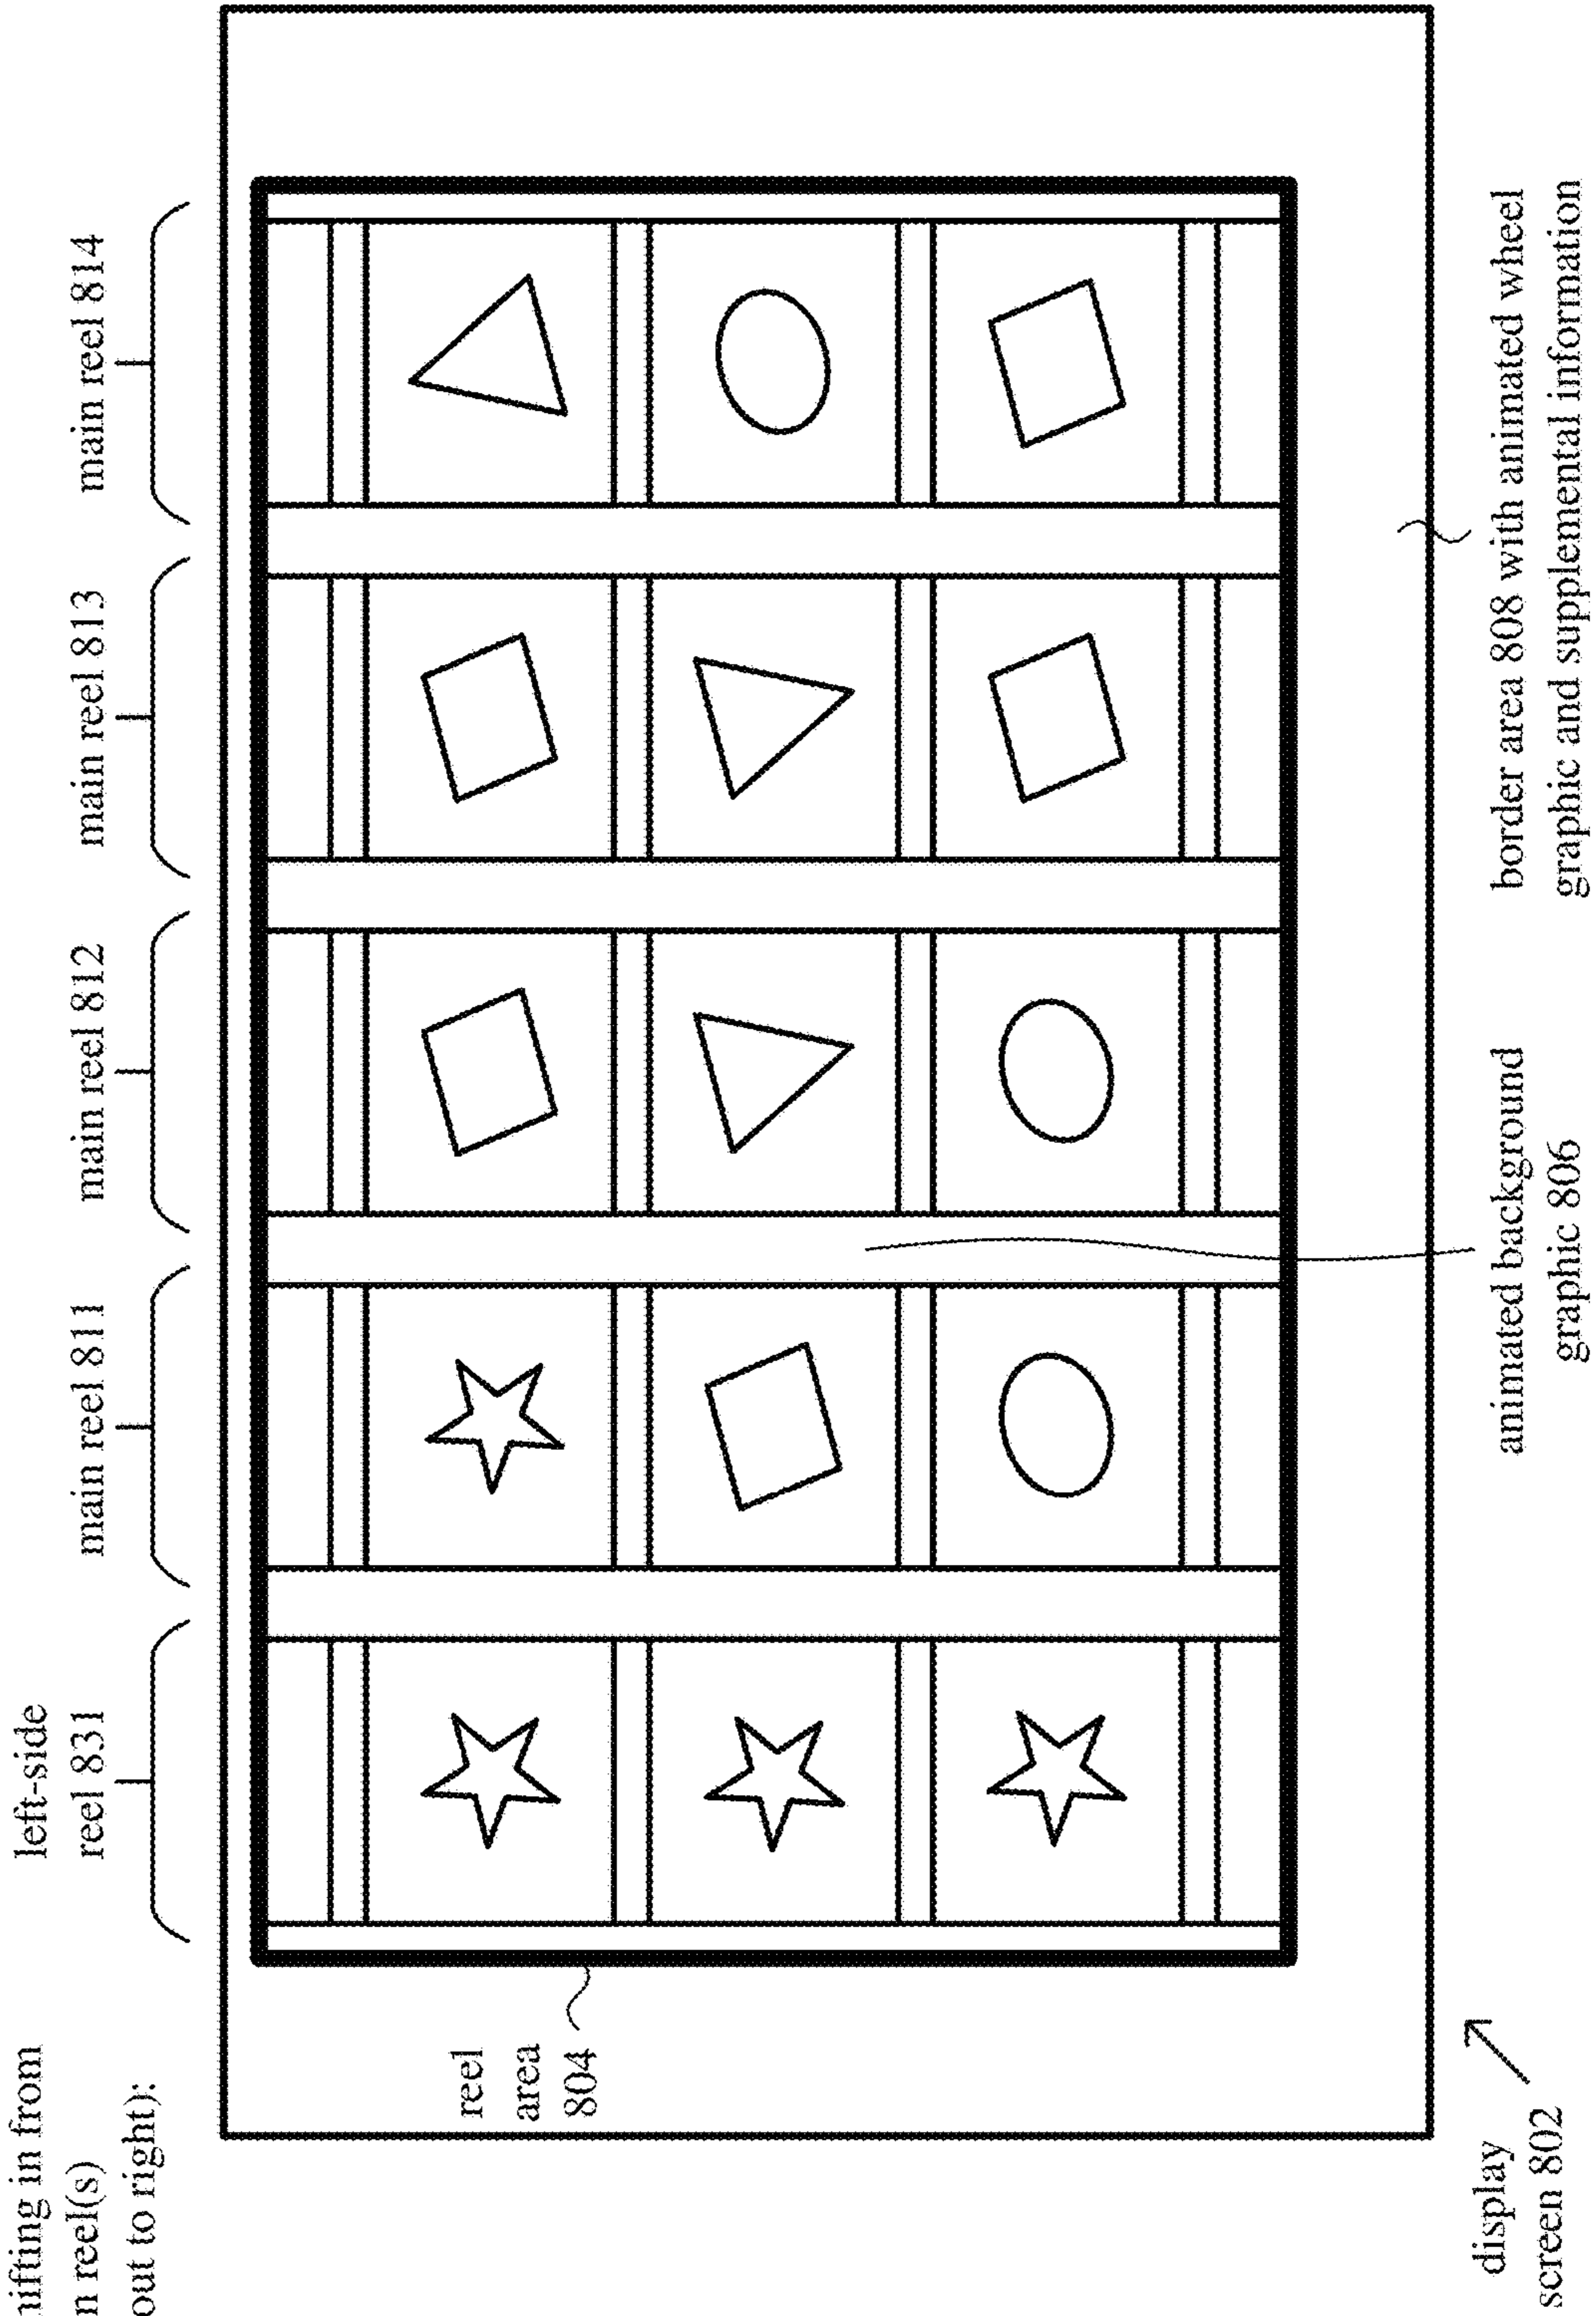 in from
reel(s)
out to right):
left-side
reel 831
main reel 811
main reel 812
main reel 813
main reel 814
reel
area
804
display
screen 802
animated background
graphic 806
border area 808 with animated wheel
graphic and supplemental information